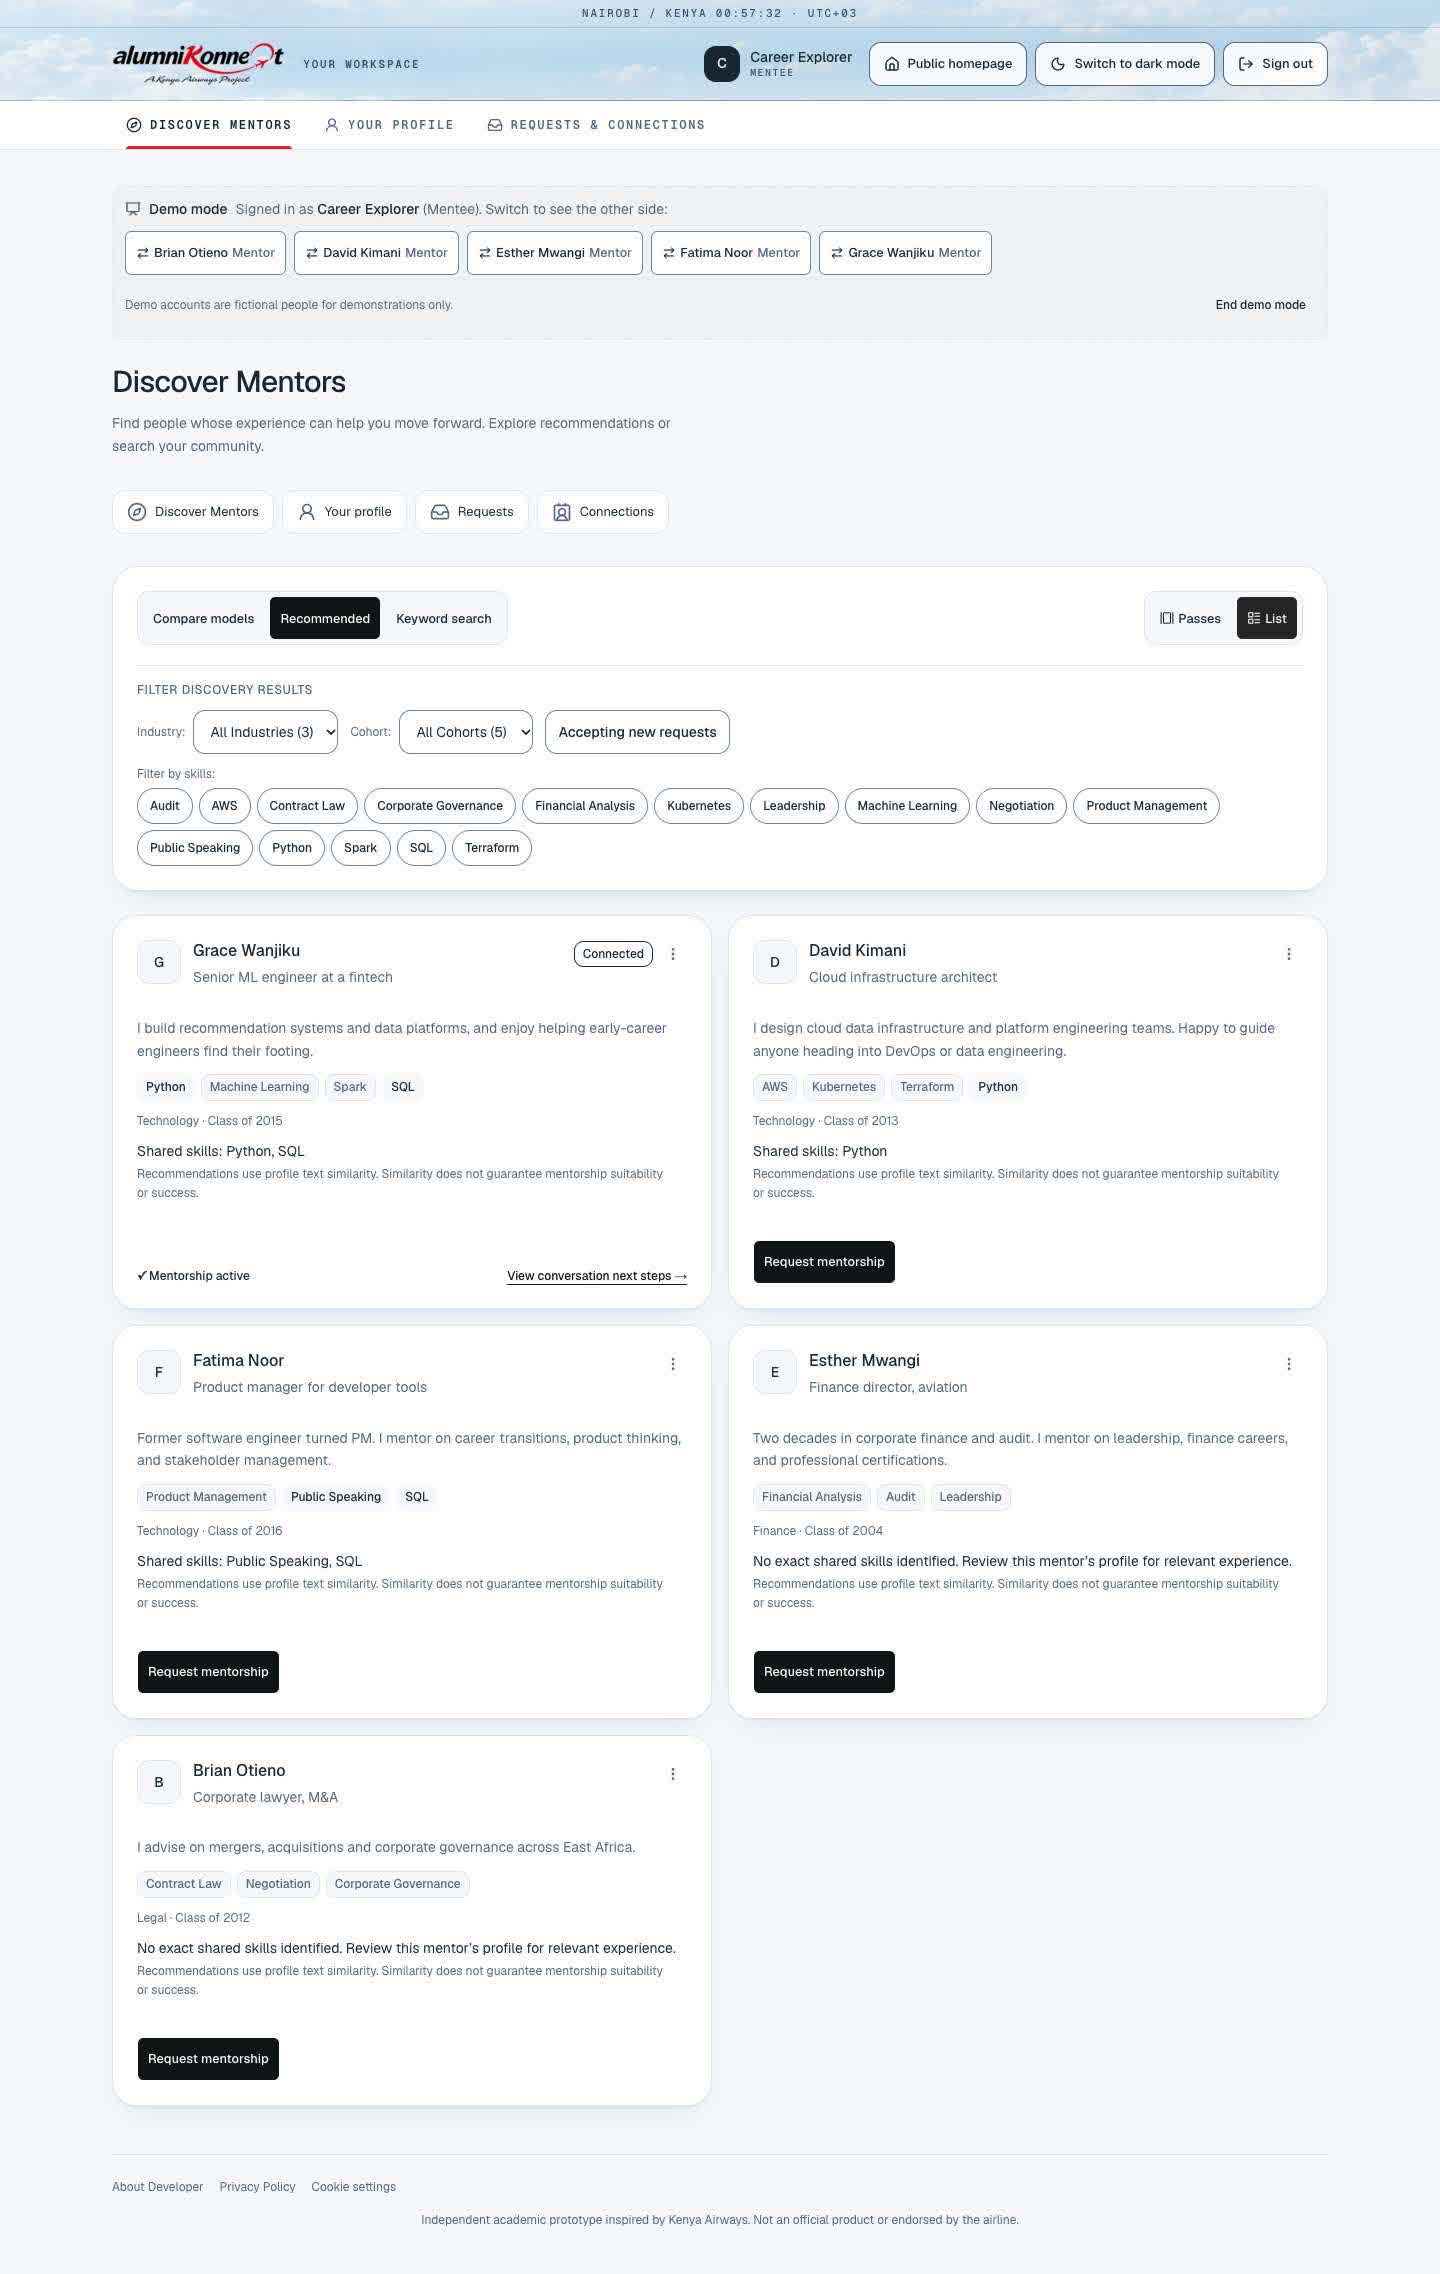 NAIROBI / KENYA 00:57:32 · UTC+03
alumniKonnect
A Kenya Airways Project
YOUR WORKSPACE
C
Career Explorer
MENTEE
Public homepage
Switch to dark mode
Sign out
DISCOVER MENTORS
YOUR PROFILE
REQUESTS & CONNECTIONS
Demo mode Signed in as Career Explorer (Mentee). Switch to see the other side:
Brian Otieno Mentor
David Kimani Mentor
Esther Mwangi Mentor
Fatima Noor Mentor
Grace Wanjiku Mentor
Demo accounts are fictional people for demonstrations only.
End demo mode
Discover Mentors
Find people whose experience can help you move forward. Explore recommendations or
search your community.
Discover Mentors
Your profile
Requests
Connections
Compare models
Recommended
Keyword search
Passes
List
FILTER DISCOVERY RESULTS
Industry: All Industries (3)
Cohort: All Cohorts (5)
Accepting new requests
Filter by skills:
Audit
AWS
Contract Law
Corporate Governance
Financial Analysis
Kubernetes
Leadership
Machine Learning
Negotiation
Product Management
Public Speaking
Python
Spark
SQL
Terraform
G
Grace Wanjiku
Senior ML engineer at a fintech
Connected
I build recommendation systems and data platforms, and enjoy helping early-career
engineers find their footing.
Python
Machine Learning
Spark
SQL
Technology · Class of 2015
Shared skills: Python, SQL
Recommendations use profile text similarity. Similarity does not guarantee mentorship suitability
or success.
✓ Mentorship active
View conversation next steps →
D
David Kimani
Cloud infrastructure architect
I design cloud data infrastructure and platform engineering teams. Happy to guide
anyone heading into DevOps or data engineering.
AWS
Kubernetes
Terraform
Python
Technology · Class of 2013
Shared skills: Python
Recommendations use profile text similarity. Similarity does not guarantee mentorship suitability
or success.
Request mentorship
F
Fatima Noor
Product manager for developer tools
Former software engineer turned PM. I mentor on career transitions, product thinking,
and stakeholder management.
Product Management
Public Speaking
SQL
Technology · Class of 2016
Shared skills: Public Speaking, SQL
Recommendations use profile text similarity. Similarity does not guarantee mentorship suitability
or success.
Request mentorship
E
Esther Mwangi
Finance director, aviation
Two decades in corporate finance and audit. I mentor on leadership, finance careers,
and professional certifications.
Financial Analysis
Audit
Leadership
Finance · Class of 2004
No exact shared skills identified. Review this mentor's profile for relevant experience.
Recommendations use profile text similarity. Similarity does not guarantee mentorship suitability
or success.
Request mentorship
B
Brian Otieno
Corporate lawyer, M&A
I advise on mergers, acquisitions and corporate governance across East Africa.
Contract Law
Negotiation
Corporate Governance
Legal · Class of 2012
No exact shared skills identified. Review this mentor's profile for relevant experience.
Recommendations use profile text similarity. Similarity does not guarantee mentorship suitability
or success.
Request mentorship
About Developer
Privacy Policy
Cookie settings
Independent academic prototype inspired by Kenya Airways. Not an official product or endorsed by the airline.